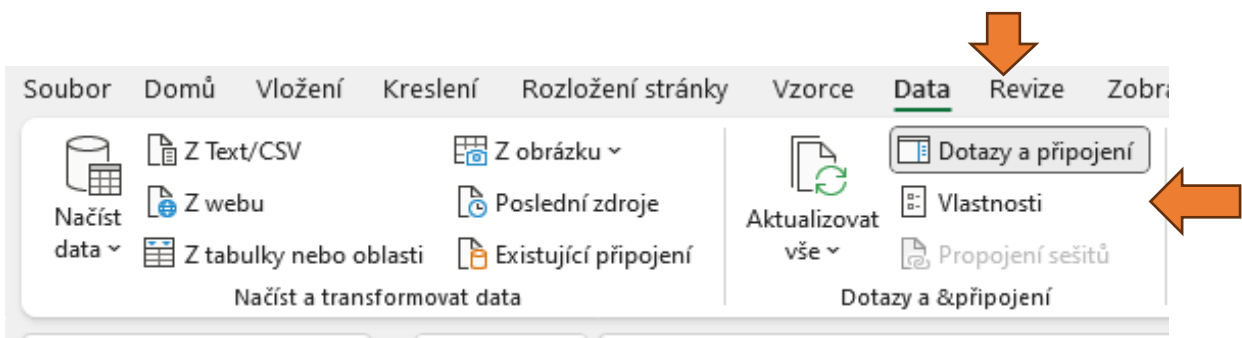 Soubor Domů Vložení Kreslení Rozložení stránky Vzorce Data Revize Zobra
Načíst
data
Z Text/CSV
Z webu
Z tabulky nebo oblasti
Z obrázku
Poslední zdroje
Existující připojení
Načíst a transformovat data
Aktualizovat
vše
Dotazy a připojení
Vlastnosti
Propojení sešitů
Dotazy a &připojení